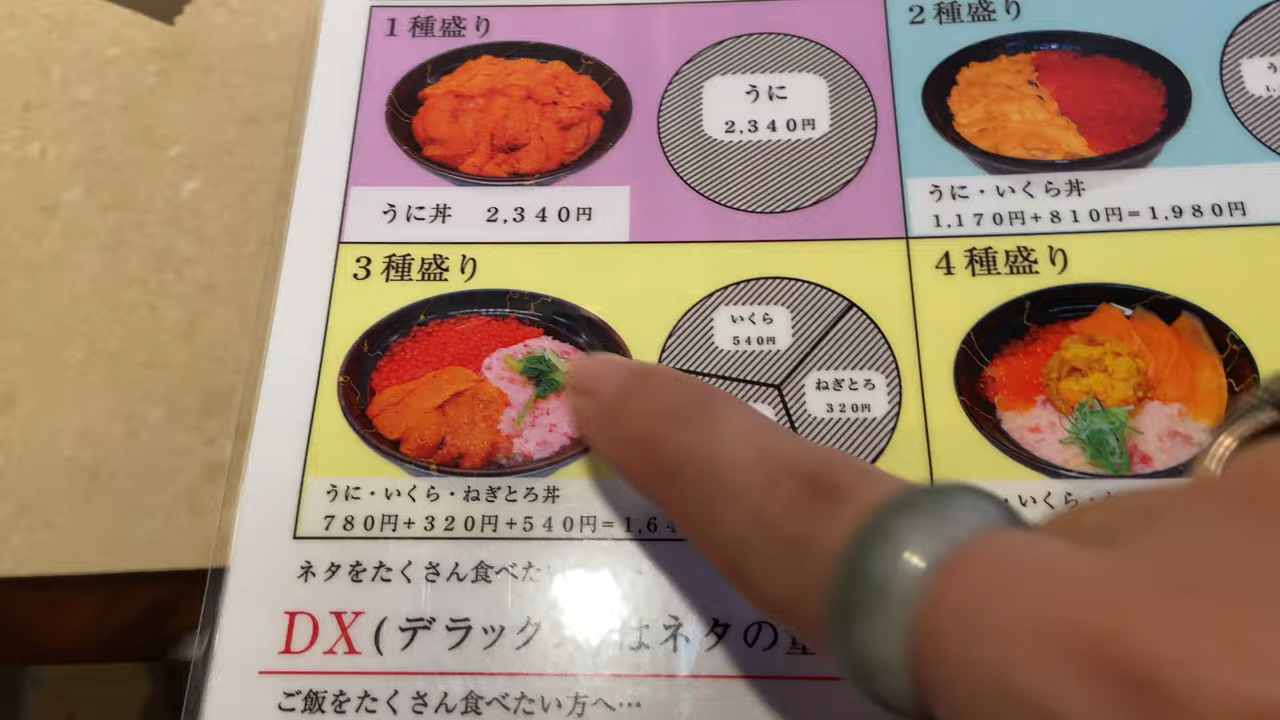 1種盛り
うに
2,340円
うに丼 2,340円
2種盛り
うに・いくら丼
1,170円+810円=1,980円
3種盛り
いくら
540円
ねぎとろ
320円
うに・いくら・ねぎとろ丼
780円+320円+540円=1,64
4種盛り
いくら
ネタをたくさん食べた
DX(デラック はネタの量
ご飯をたくさん食べたい方へ…